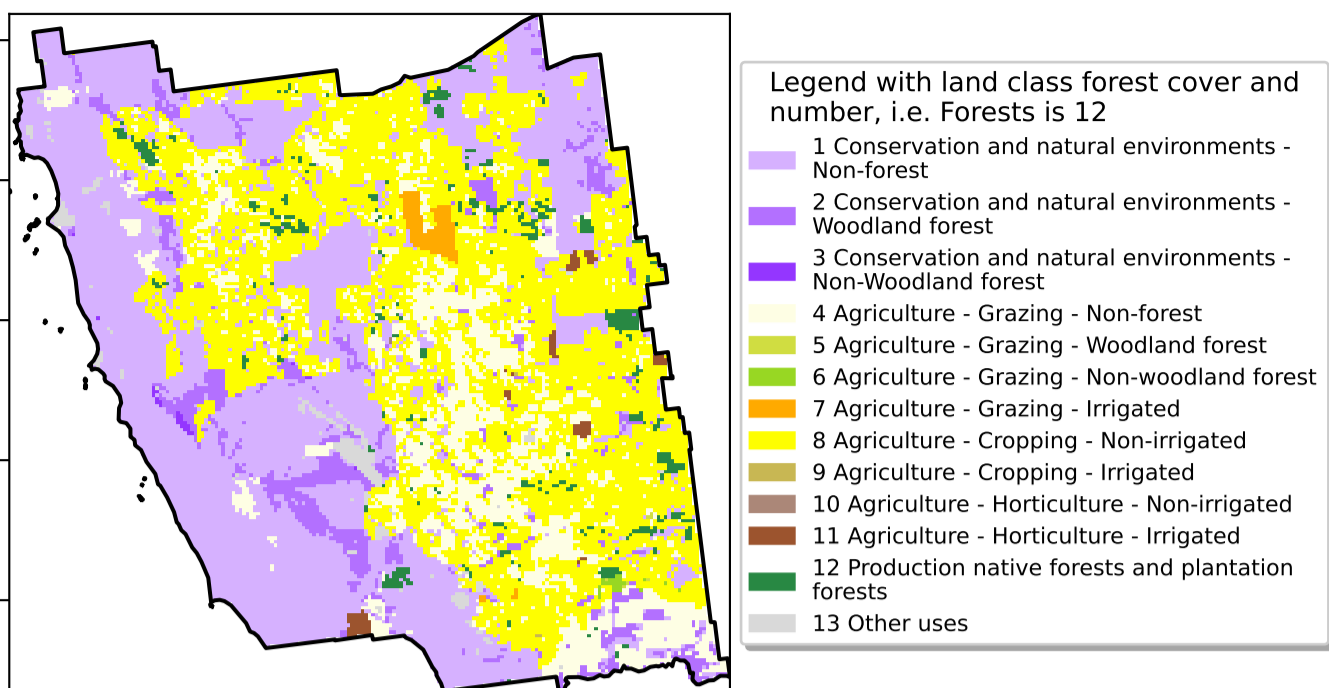 Legend with land class forest cover and
number, i.e. Forests is 12
1 Conservation and natural environments -
Non-forest
2 Conservation and natural environments -
Woodland forest
3 Conservation and natural environments -
Non-Woodland forest
4 Agriculture - Grazing - Non-forest
5 Agriculture - Grazing - Woodland forest
6 Agriculture - Grazing - Non-woodland forest
7 Agriculture - Grazing - Irrigated
8 Agriculture - Cropping - Non-irrigated
9 Agriculture - Cropping - Irrigated
10 Agriculture - Horticulture - Non-irrigated
11 Agriculture - Horticulture - Irrigated
12 Production native forests and plantation
forests
13 Other uses